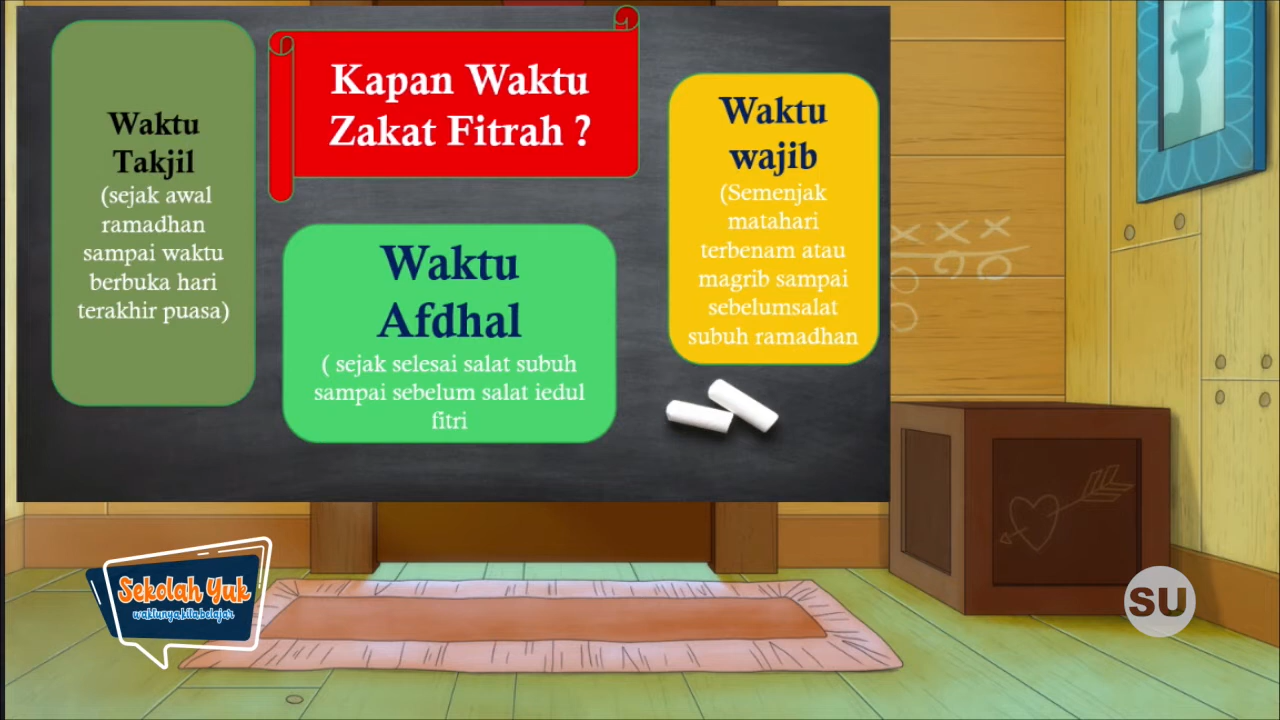 Kapan Waktu
Zakat Fitrah ?
Waktu
Takjil
(sejak awal
ramadhan
sampai waktu
berbuka hari
terakhir puasa)
Waktu
Afdhal
( sejak selesai salat subuh
sampai sebelum salat iedul
fitri
Waktu
wajib
(Semenjak
matahari
terbenam atau
magrib sampai
sebelumsalat
subuh ramadhan
XXX
Sekolah Yuk
waktunya.kita.belajar
SU